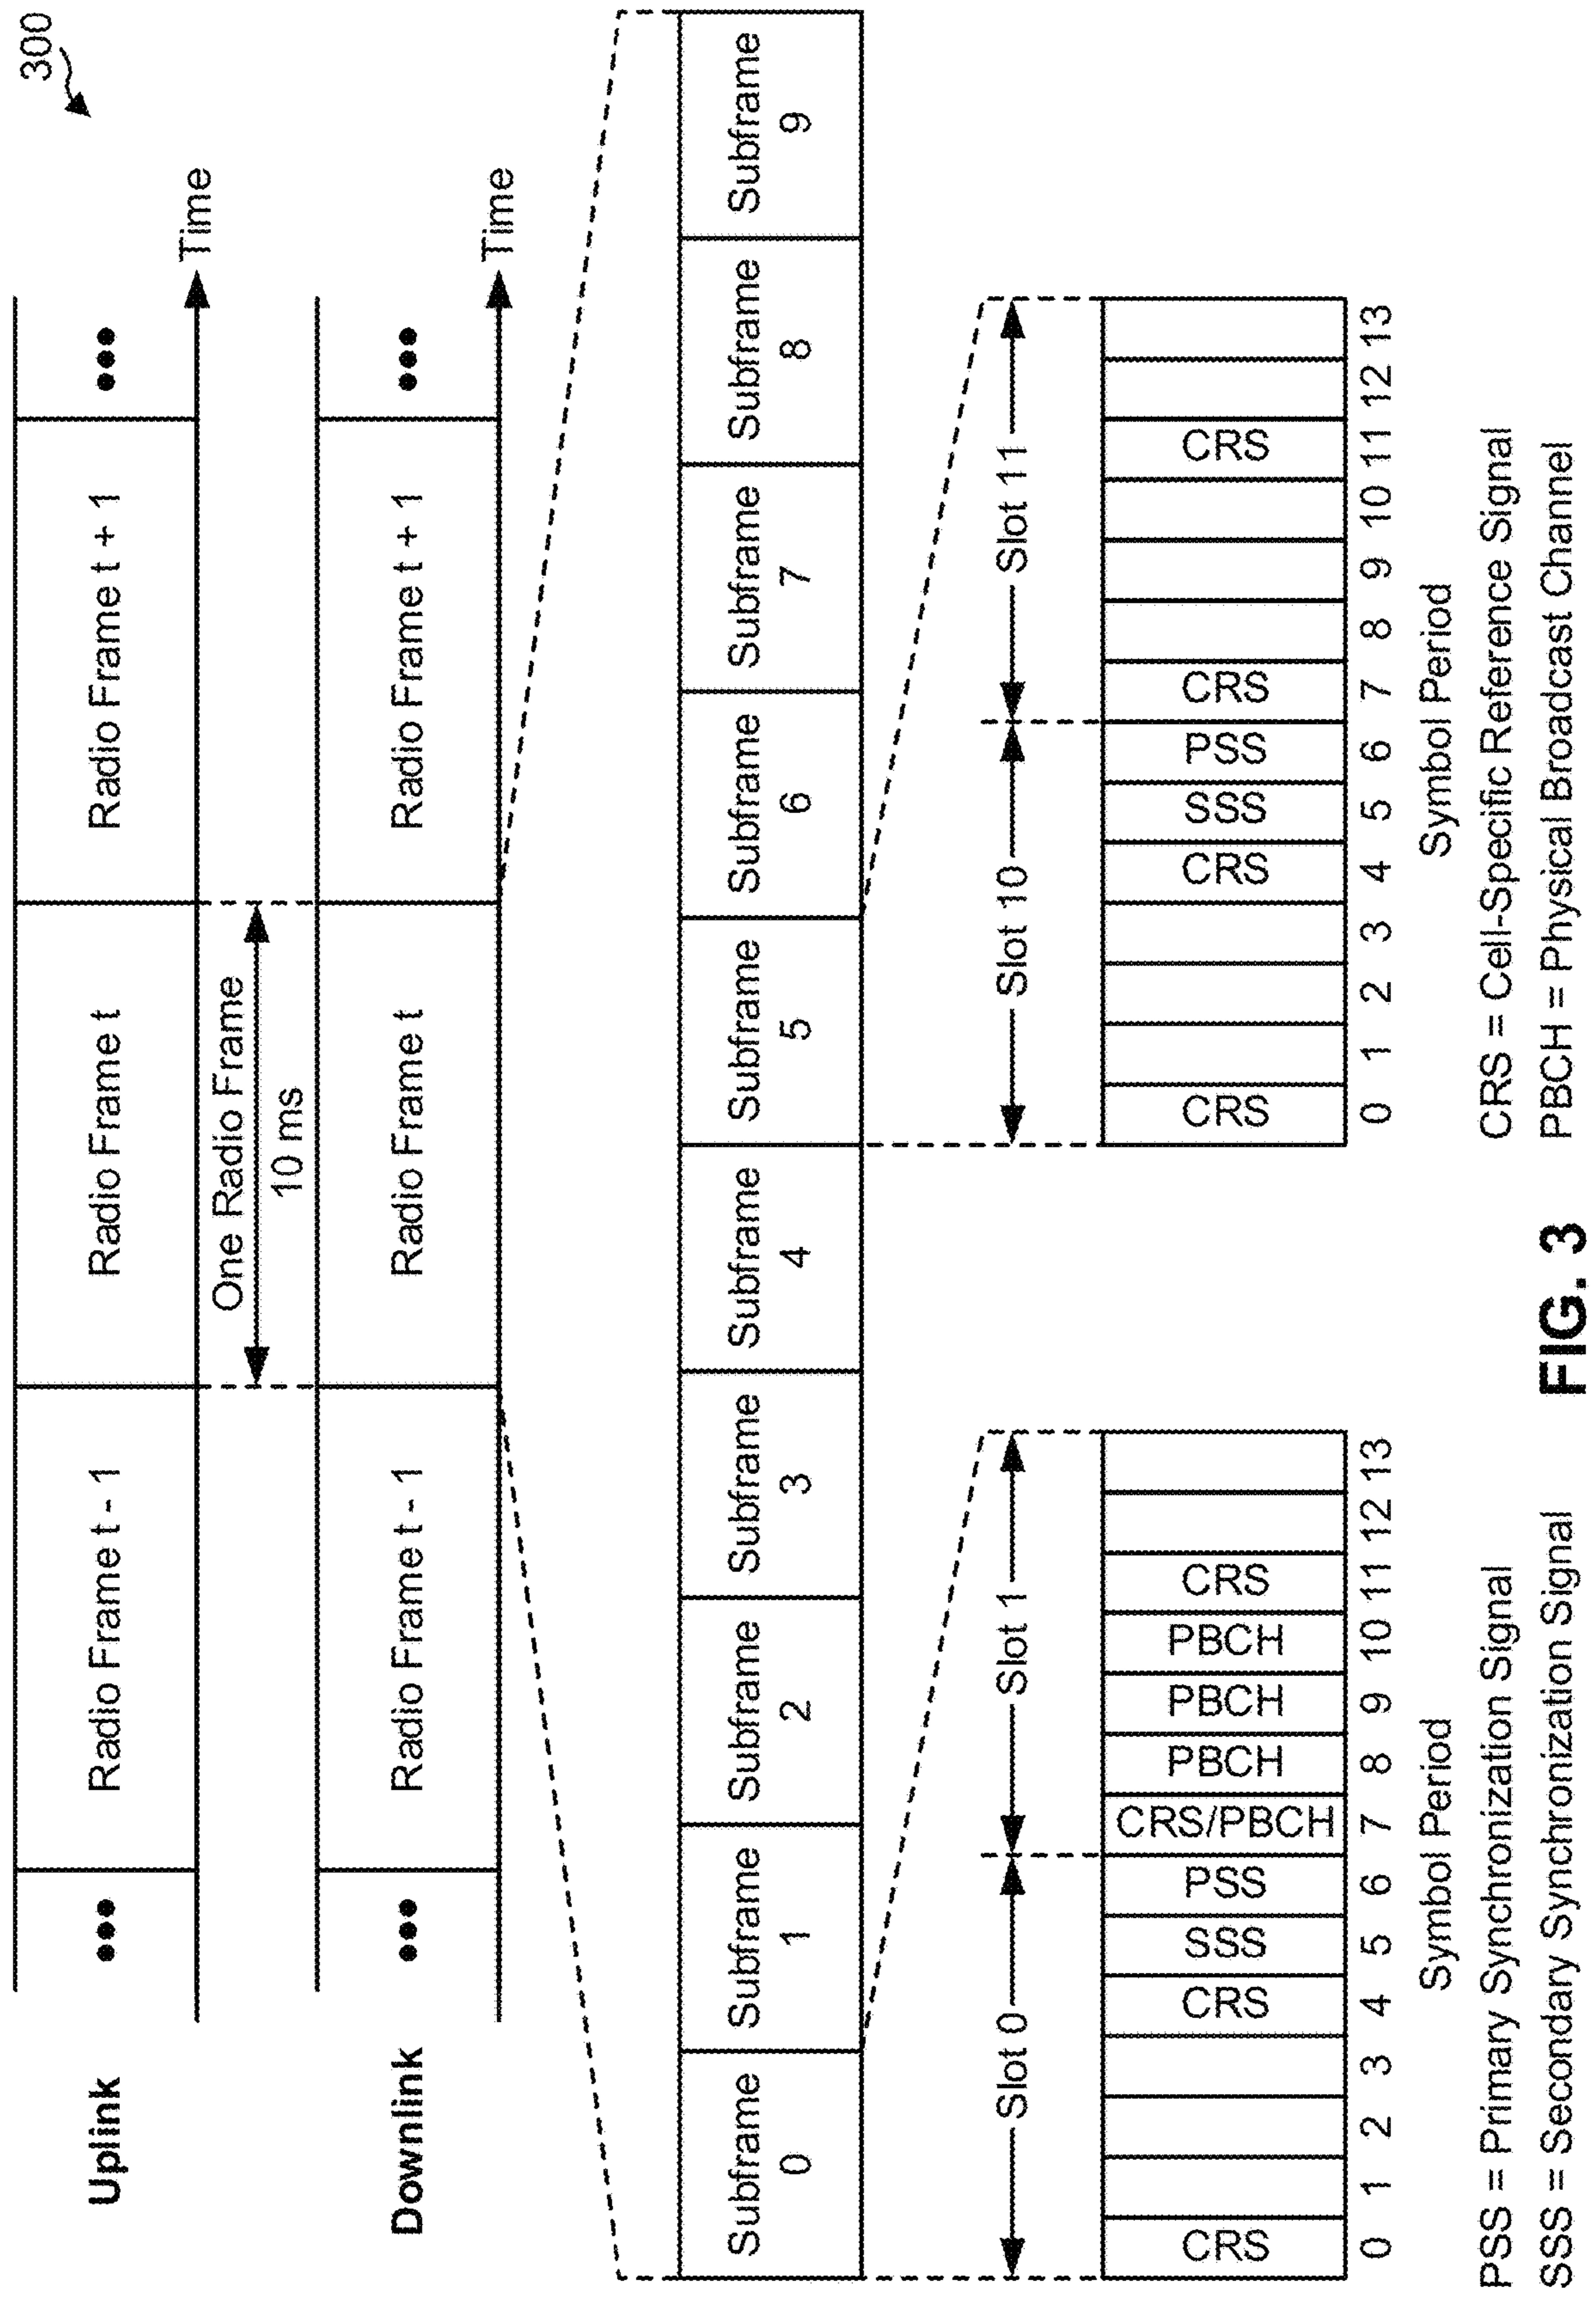 300
Uplink
••• Radio Frame t - 1 Radio Frame t Radio Frame t + 1 •••
Time
One Radio Frame
10 ms
Downlink
••• Radio Frame t - 1 Radio Frame t Radio Frame t + 1 •••
Time
Subframe 0 Subframe 1 Subframe 2 Subframe 3 Subframe 4 Subframe 5 Subframe 6 Subframe 7 Subframe 8 Subframe 9
Slot 0 Slot 1
CRS CRS SSS PSS CRS/PBCH PBCH PBCH PBCH CRS
0 1 2 3 4 5 6 7 8 9 10 11 12 13
Symbol Period
Slot 10 Slot 11
CRS CRS SSS PSS CRS CRS
0 1 2 3 4 5 6 7 8 9 10 11 12 13
Symbol Period
PSS = Primary Synchronization Signal
SSS = Secondary Synchronization Signal
CRS = Cell-Specific Reference Signal
PBCH = Physical Broadcast Channel
FIG. 3